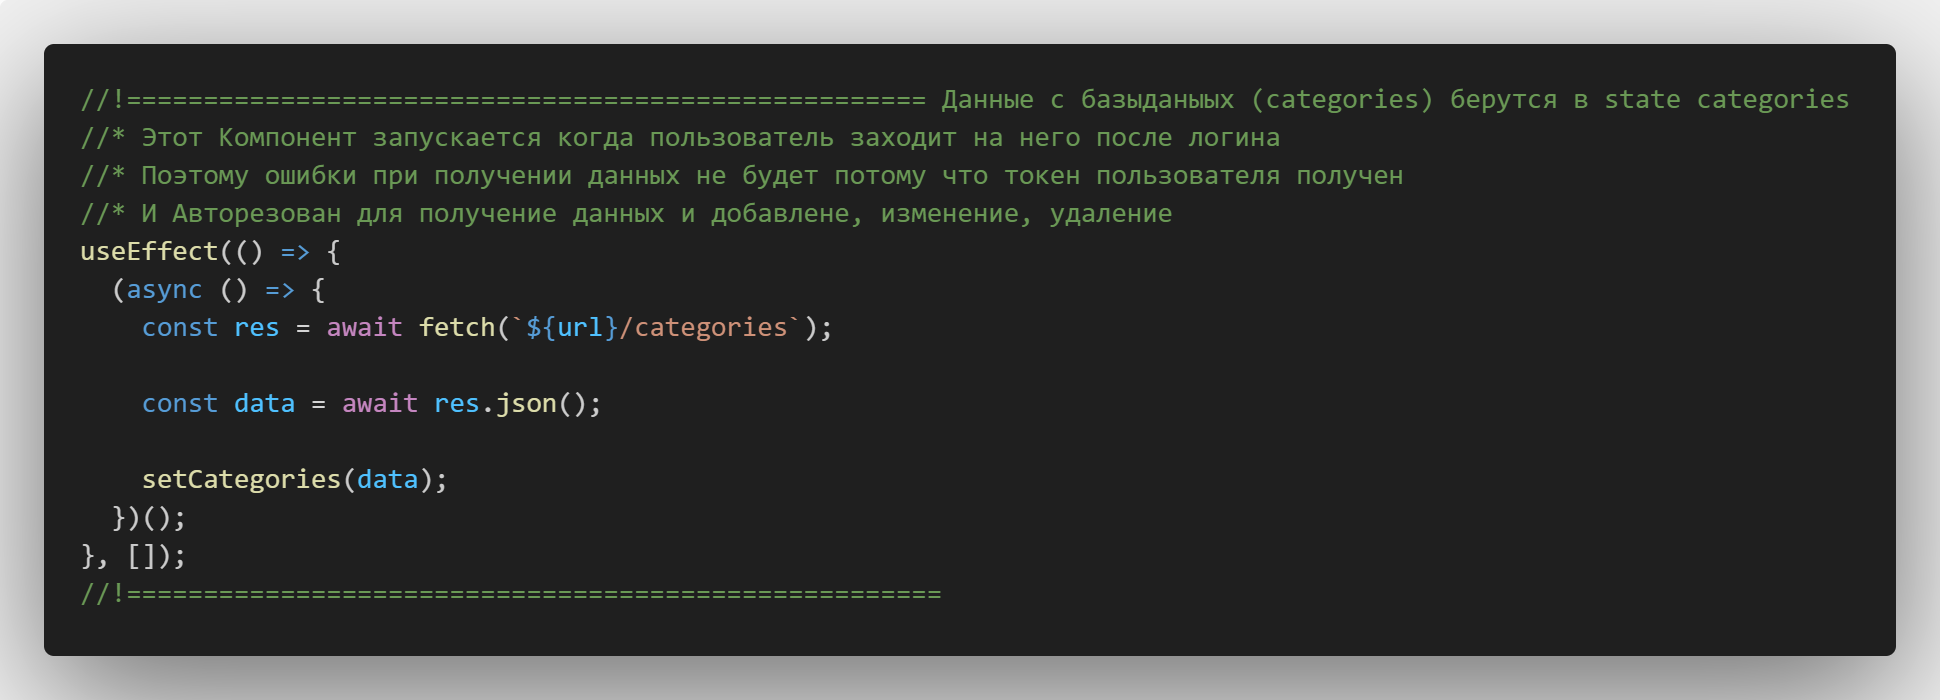 //!==================================================== Данные с базыданыых (categories) берутся в state categories
//* Этот Компонент запускается когда пользователь заходит на него после логина
//* Поэтому ошибки при получении данных не будет потому что токен пользователя получен
//* И Авторезован для получение данных и добавлене, изменение, удаление
useEffect(() => {
  (async () => {
    const res = await fetch(`${url}/categories`);
    const data = await res.json();
    setCategories(data);
  })();
}, []);
//!=====================================================